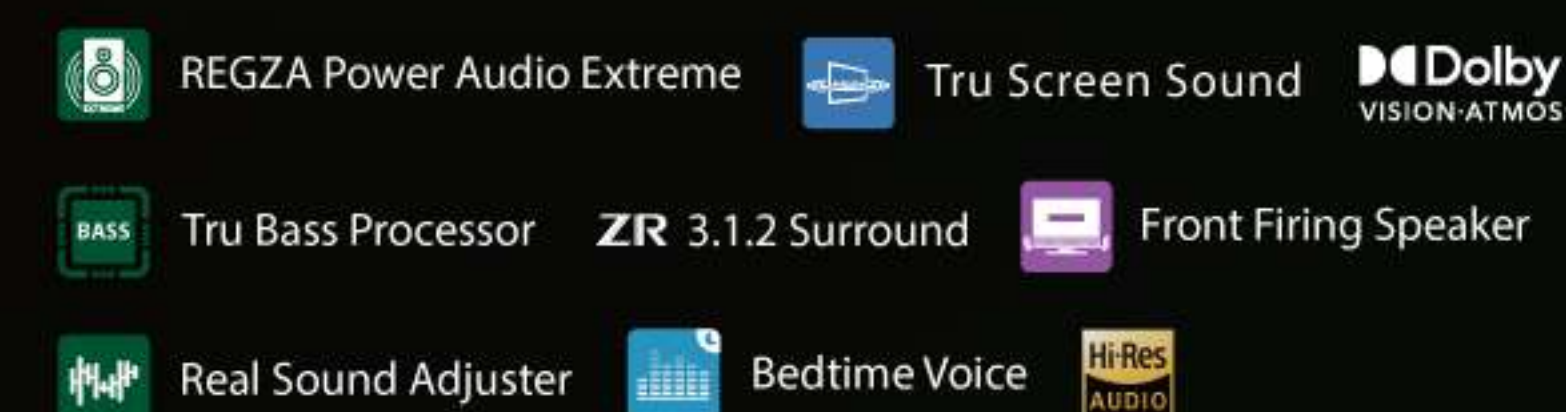 EXTREME REGZA Power Audio Extreme Tru Screen Sound Dolby
VISION·ATMOS
BASS Tru Bass Processor ZR 3.1.2 Surround Front Firing Speaker
Real Sound Adjuster Bedtime Voice Hi-Res
AUDIO